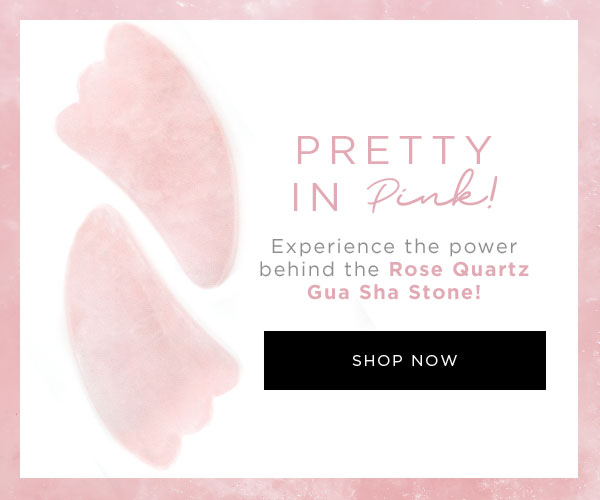 PRETTY
IN Pink!
Experience the power
behind the Rose Quartz
Gua Sha Stone!
SHOP NOW